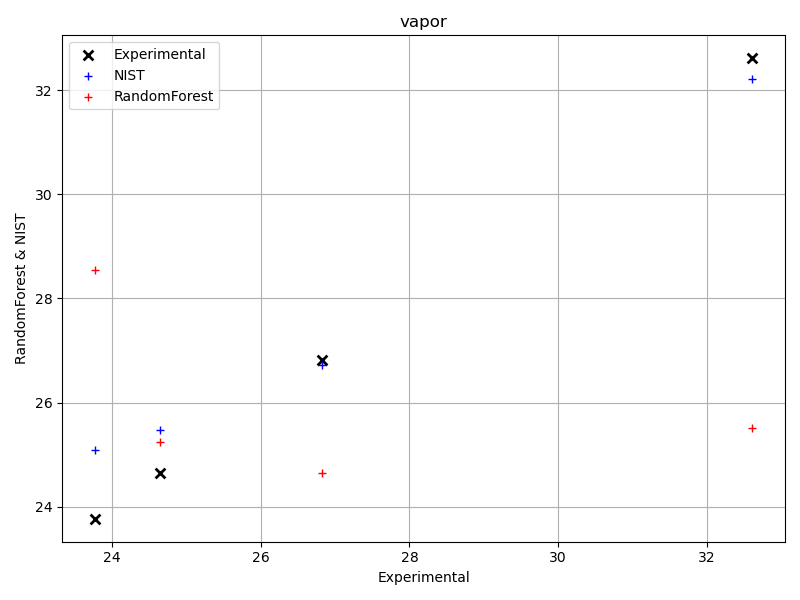 vapor
Experimental
NIST
RandomForest
32
30
28
26
24
RandomForest & NIST
24
26
28
30
32
Experimental